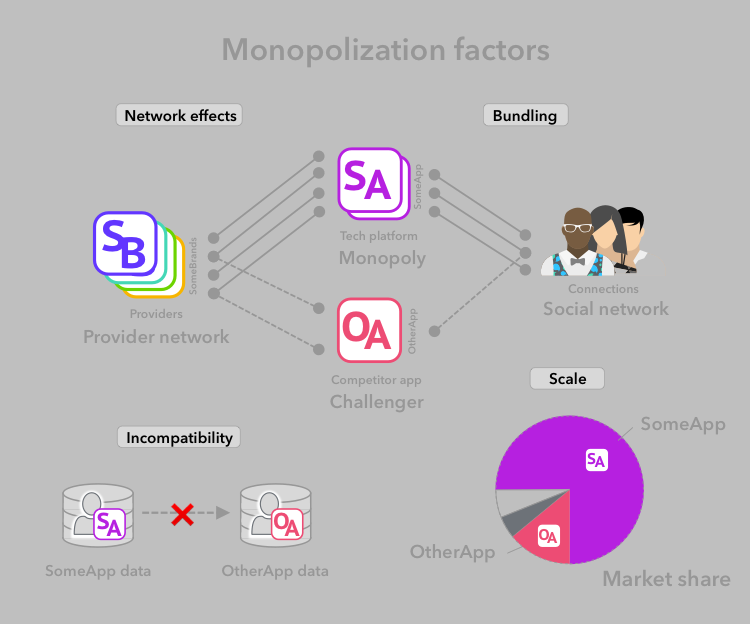 Monopolization factors
Network effects
Bundling
SA
SomeApp
Tech platform
Monopoly
SB
SomeBrands
Providers
Provider network
Connections
Social network
OA
OtherApp
Competitor app
Challenger
Scale
SomeApp
SA
OA
OtherApp
Market share
Incompatibility
SA
OA
SomeApp data
OtherApp data